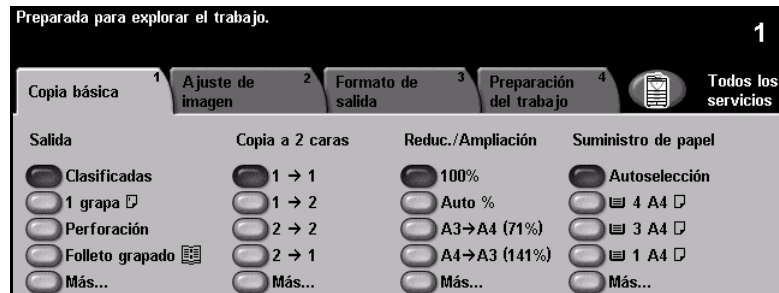 Preparada para explorar el trabajo.
1
Copia básica 1
Ajuste de imagen 2
Formato de salida 3
Preparación del trabajo 4
Todos los servicios
Salida
Clasificadas
1 grapa
Perforación
Folleto grapado
Más...
Copia a 2 caras
1 → 1
1 → 2
2 → 2
2 → 1
Más...
Reduc./Ampliación
100%
Auto %
A3→A4 (71%)
A4→A3 (141%)
Más...
Suministro de papel
Autoselección
4 A4
3 A4
1 A4
Más...